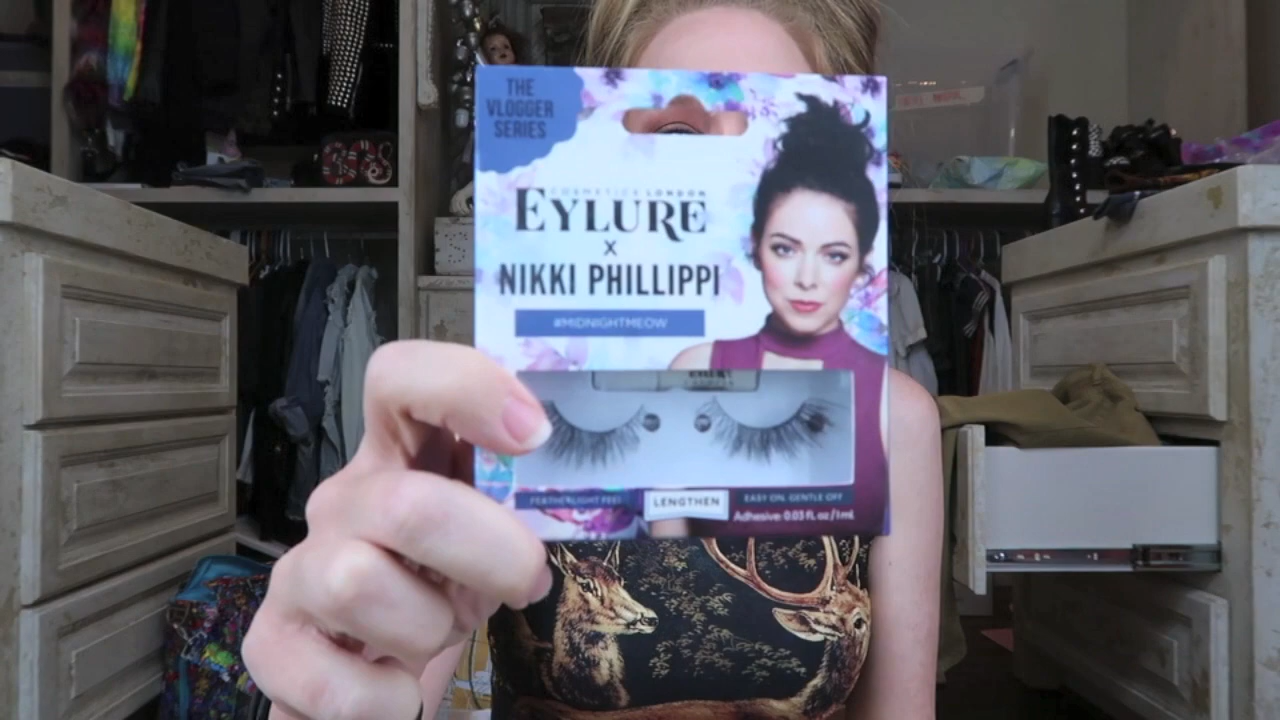 THE
VLOGGER
SERIES
COSMETICS LONDON
EYLURE
X
NIKKI PHILLIPPI
#MIDNIGHTMEOW
FEATHERLIGHT FEEL
LENGTHEN
EASY ON, GENTLE OFF
Adhesive: 0.03 fl. oz / 1ml